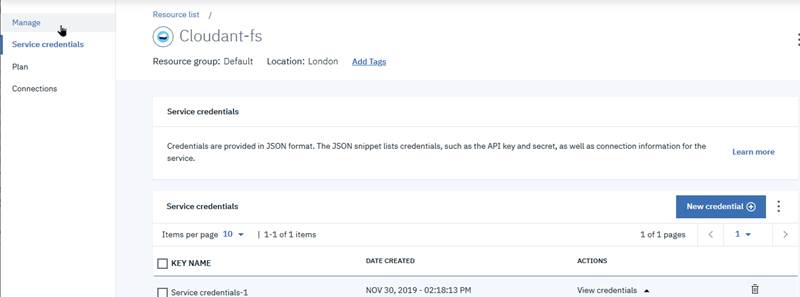 Manage
Service credentials
Plan
Connections
Resource list /
Cloudant-fs
Resource group: Default Location: London Add Tags
Service credentials
Credentials are provided in JSON format. The JSON snippet lists credentials, such as the API key and secret, as well as connection information for the
service.
Learn more
Service credentials
New credential
Items per page 10 | 1-1 of 1 items
1 of 1 pages
1
KEY NAME DATE CREATED ACTIONS
Service credentials-1 NOV 30, 2019 - 02:18:13 PM View credentials